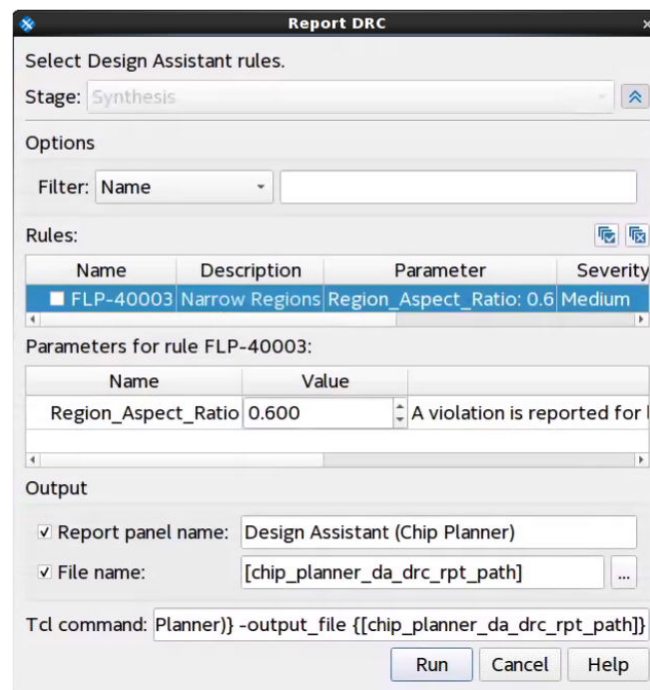 Report DRC
Select Design Assistant rules.
Stage: Synthesis
Options
Filter: Name
Rules:
Name Description Parameter Severity
FLP-40003 Narrow Regions Region_Aspect_Ratio: 0.6 Medium
Parameters for rule FLP-40003:
Name Value
Region_Aspect_Ratio 0.600 A violation is reported for
Output
Report panel name: Design Assistant (Chip Planner)
File name: [chip_planner_da_drc_rpt_path] ...
Tcl command: Planner)} -output_file {[chip_planner_da_drc_rpt_path]}
Run Cancel Help